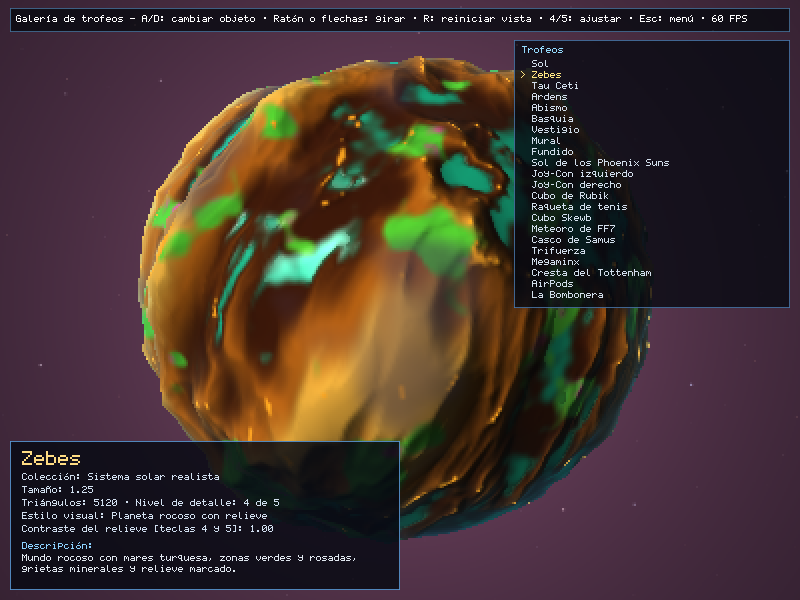 Galería de trofeos - A/D: cambiar objeto · Ratón o flechas: girar · R: reiniciar vista · 4/5: ajustar · Esc: menú · 60 FPS
Trofeos
Sol
> Zebes
Tau Ceti
Ardens
Abismo
Basquia
Vestigio
Mural
Fundido
Sol de los Phoenix Suns
Joy-Con izquierdo
Joy-Con derecho
Cubo de Rubik
Raqueta de tenis
Cubo Skewb
Meteoro de FF7
Casco de Samus
Trifuerza
Megaminx
Cresta del Tottenham
AirPods
La Bombonera
Zebes
Colección: Sistema solar realista
Tamaño: 1.25
Triángulos: 5120 · Nivel de detalle: 4 de 5
Estilo visual: Planeta rocoso con relieve
Contraste del relieve [teclas 4 y 5]: 1.00
Descripción:
Mundo rocoso con mares turquesa, zonas verdes y rosadas,
grietas minerales y relieve marcado.